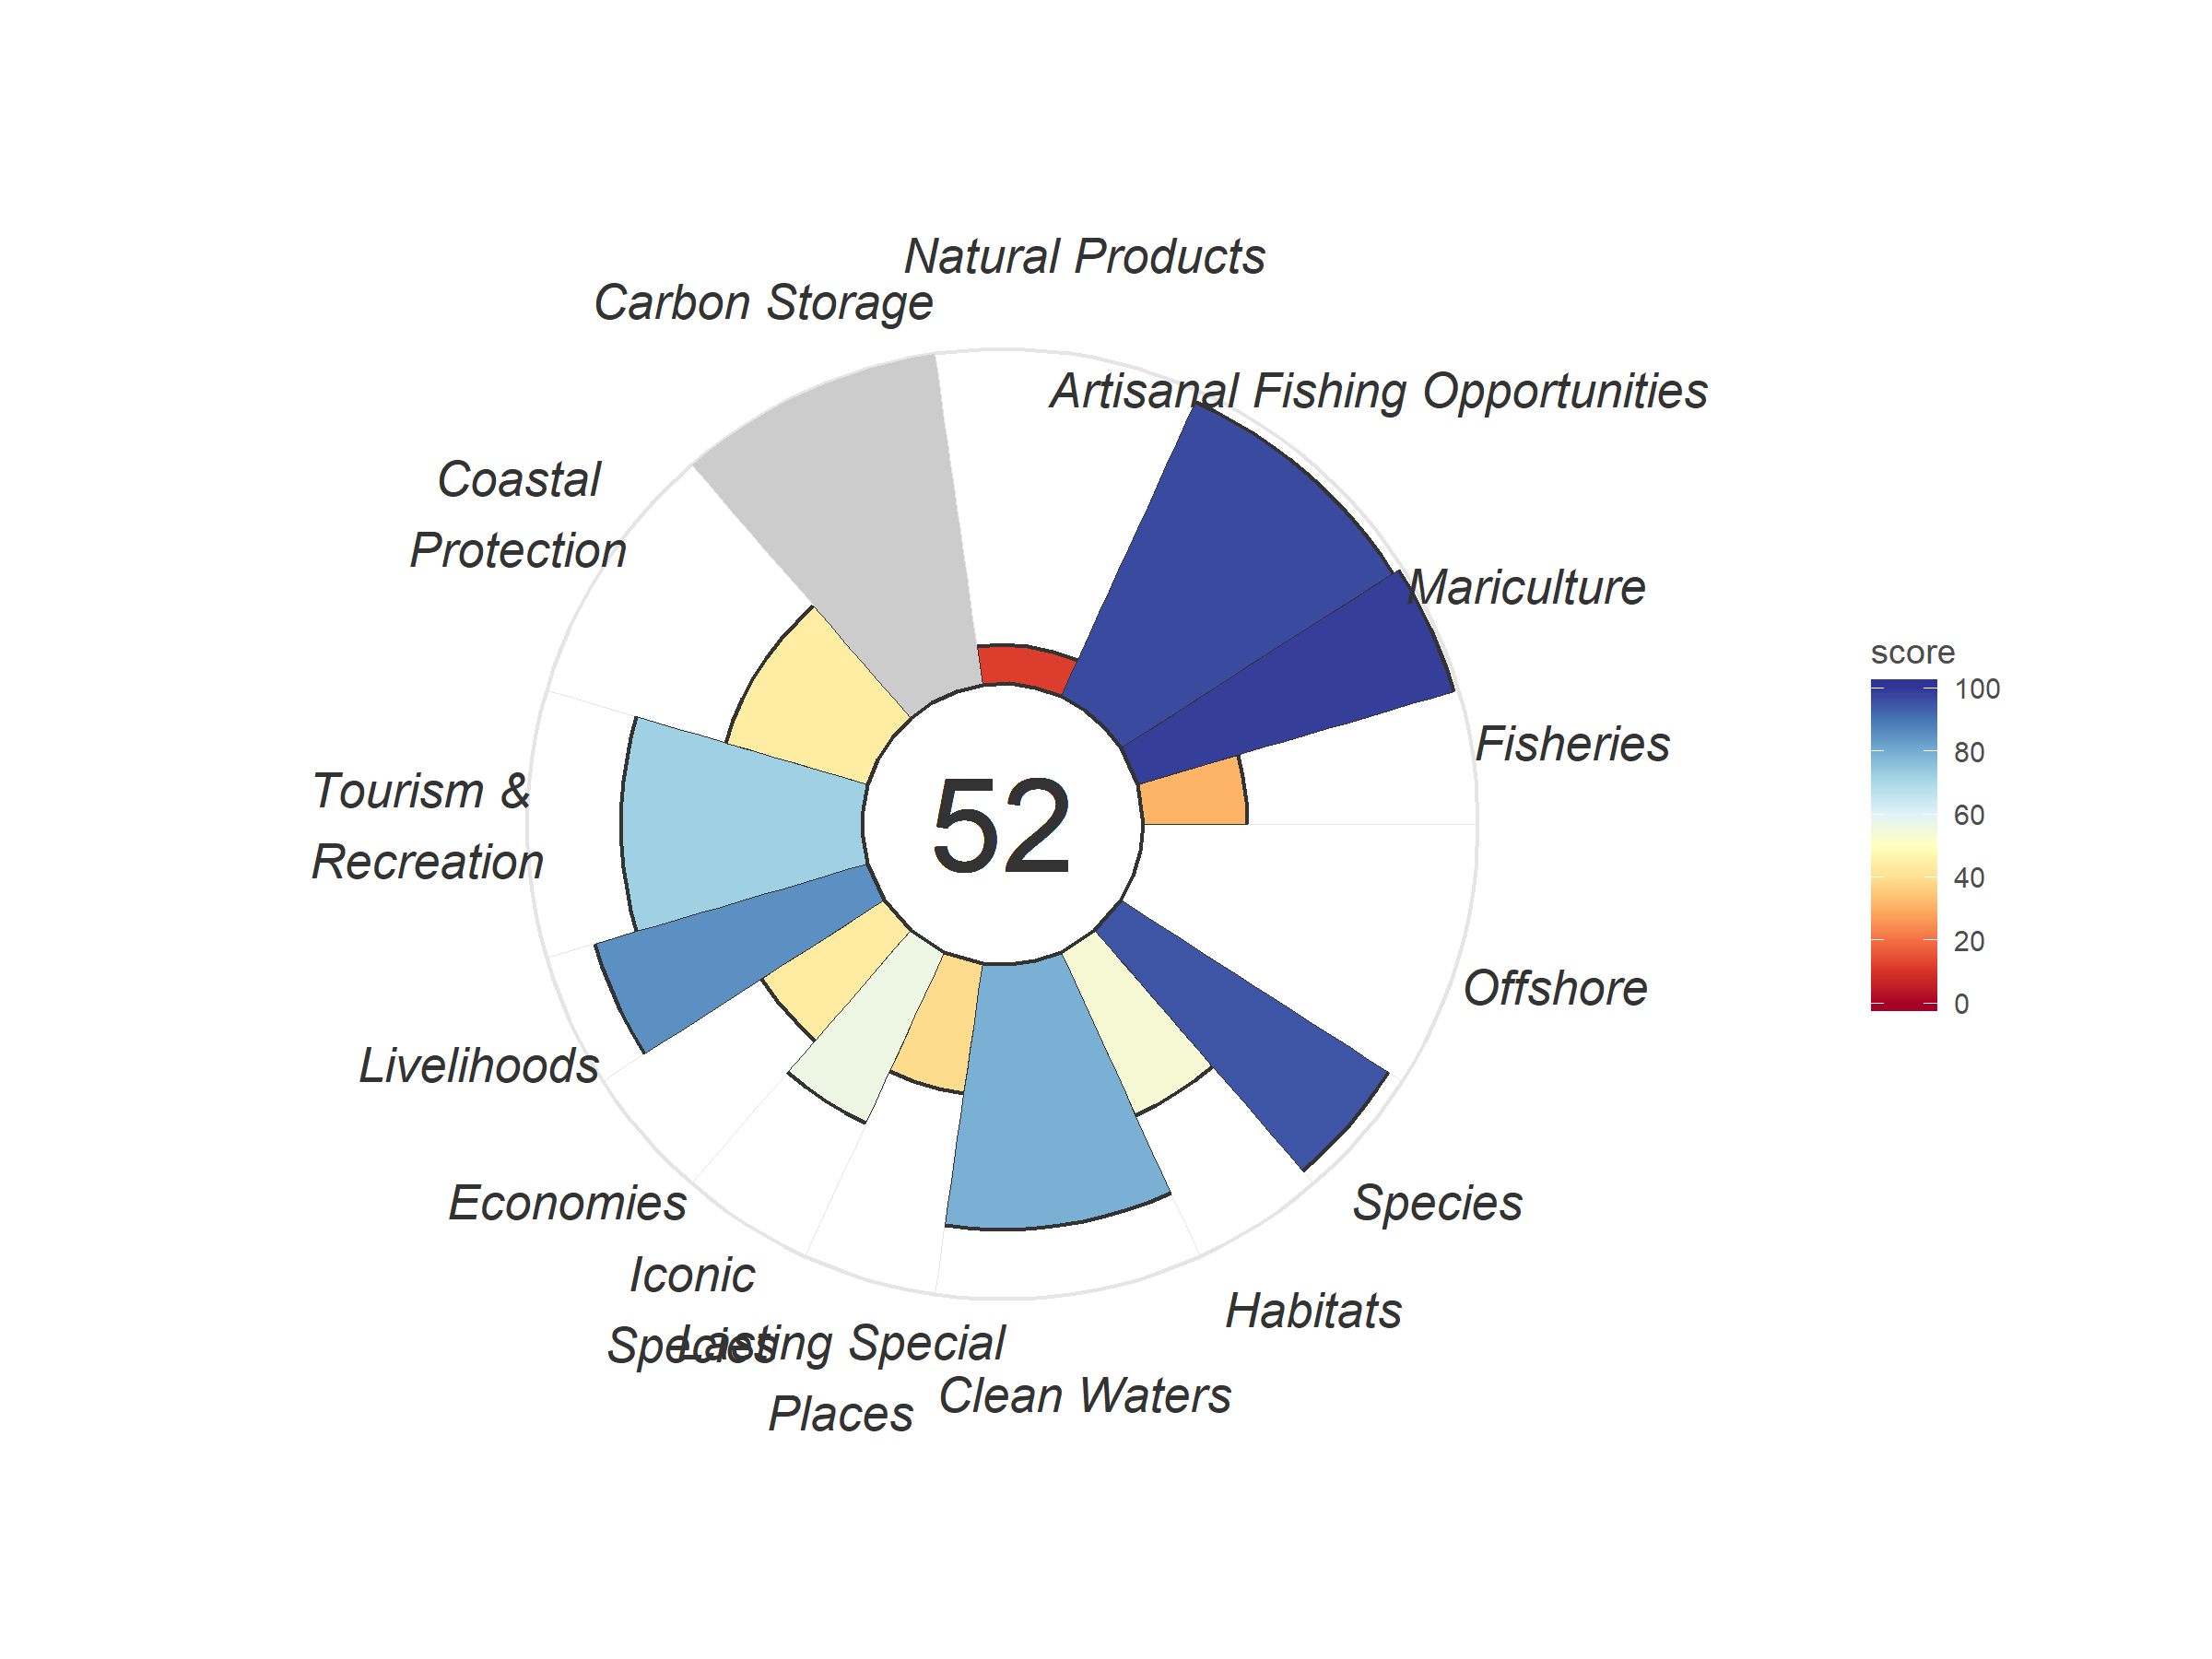 Natural Products
Carbon Storage
Artisanal Fishing Opportunities
Coastal
Protection
Mariculture
Fisheries
Tourism &
Recreation
52
Offshore
Livelihoods
Economies
Species
Iconic
Species
Habitats
Lasting Special
Places
Clean Waters
score
100
80
60
40
20
0